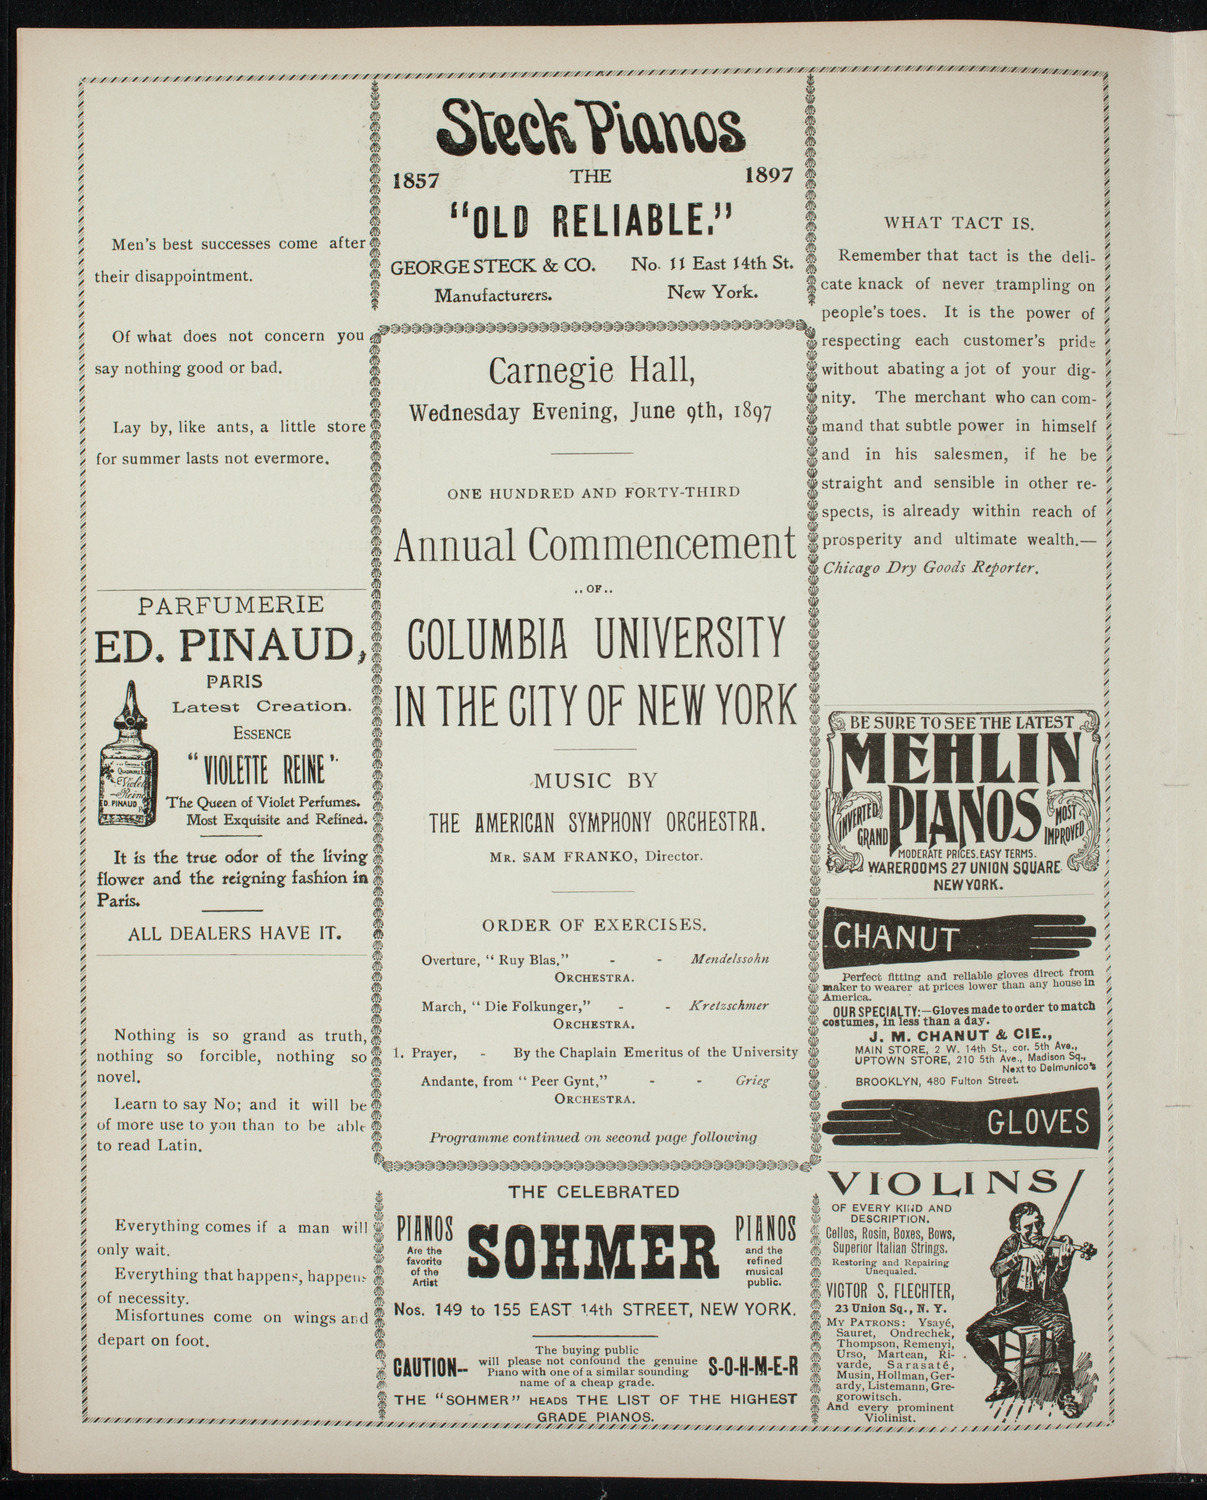 Men's best successes come after
their disappointment.
Of what does not concern you
say nothing good or bad.
Lay by, like ants, a little store
for summer lasts not evermore.
PARFUMERIE
ED. PINAUD,
PARIS
Latest Creation.
ESSENCE
"VIOLETTE REINE"
The Queen of Violet Perfumes.
Most Exquisite and Refined.
Violet
Reine
ED. PINAUD
It is the true odor of the living
flower and the reigning fashion in
Paris.
ALL DEALERS HAVE IT.
Nothing is so grand as truth,
nothing so forcible, nothing so
novel.
Learn to say No; and it will be
of more use to you than to be able
to read Latin.
Everything comes if a man will
only wait.
Everything that happens, happens
of necessity.
Misfortunes come on wings and
depart on foot.
Steck Pianos
1857 THE 1897
"OLD RELIABLE."
GEORGE STECK & CO. No. 11 East 14th St.
Manufacturers. New York.
Carnegie Hall,
Wednesday Evening, June 9th, 1897
ONE HUNDRED AND FORTY-THIRD
Annual Commencement
..OF..
COLUMBIA UNIVERSITY
IN THE CITY OF NEW YORK
MUSIC BY
THE AMERICAN SYMPHONY ORCHESTRA.
MR. SAM FRANKO, Director.
ORDER OF EXERCISES.
Overture, "Ruy Blas," - - Mendelssohn
ORCHESTRA.
March, "Die Folkunger," - - Kretzschmer
ORCHESTRA.
1. Prayer, - By the Chaplain Emeritus of the University
Andante, from "Peer Gynt," - - Grieg
ORCHESTRA.
Programme continued on second page following
THE CELEBRATED
PIANOS SOHMER PIANOS
Are the
favorite
of the
Artist
and the
refined
musical
public.
Nos. 149 to 155 EAST 14th STREET, NEW YORK.
CAUTION--
The buying public
will please not confound the genuine
Piano with one of a similar sounding
name of a cheap grade.
S-O-H-M-E-R
THE "SOHMER" HEADS THE LIST OF THE HIGHEST
GRADE PIANOS.
WHAT TACT IS.
Remember that tact is the deli-
cate knack of never trampling on
people's toes. It is the power of
respecting each customer's pride
without abating a jot of your dig-
nity. The merchant who can com-
mand that subtle power in himself
and in his salesmen, if he be
straight and sensible in other re-
spects, is already within reach of
prosperity and ultimate wealth.—
Chicago Dry Goods Reporter.
BE SURE TO SEE THE LATEST
MEHLIN
PIANOS
INVERTED
GRAND
MOST
IMPROVED
MODERATE PRICES. EASY TERMS.
WAREROOMS 27 UNION SQUARE
NEW YORK.
CHANUT
Perfect fitting and reliable gloves direct from
maker to wearer at prices lower than any house in
America.
OUR SPECIALTY:—Gloves made to order to match
costumes, in less than a day.
J. M. CHANUT & CIE.,
MAIN STORE, 2 W. 14th St., cor. 5th Ave.,
UPTOWN STORE, 210 5th Ave., Madison Sq.,
Next to Delmonico's
BROOKLYN, 480 Fulton Street.
GLOVES
VIOLINS
OF EVERY KIND AND
DESCRIPTION.
Cellos, Rosin, Boxes, Bows,
Superior Italian Strings.
Restoring and Repairing
Unequaled.
VICTOR S. FLECHTER,
23 Union Sq., N. Y.
MY PATRONS: Ysayé,
Sauret, Ondrechek,
Thompson, Remenyi,
Urso, Martean, Ri-
varde, Sarasaté,
Musin, Hollman, Ger-
ardy, Listemann, Gre-
gorowitsch.
And every prominent
Violinist.